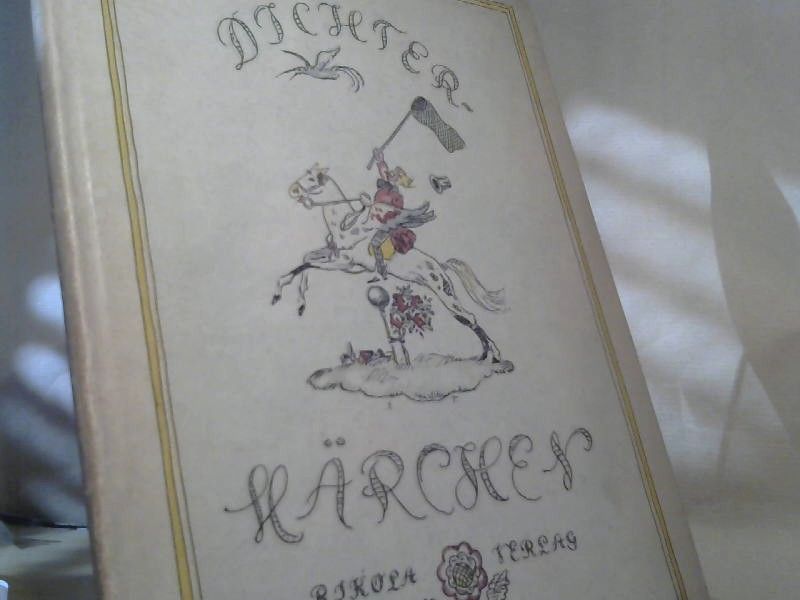 DICHTER-
MÄRCHEN
RIKOLA VERLAG